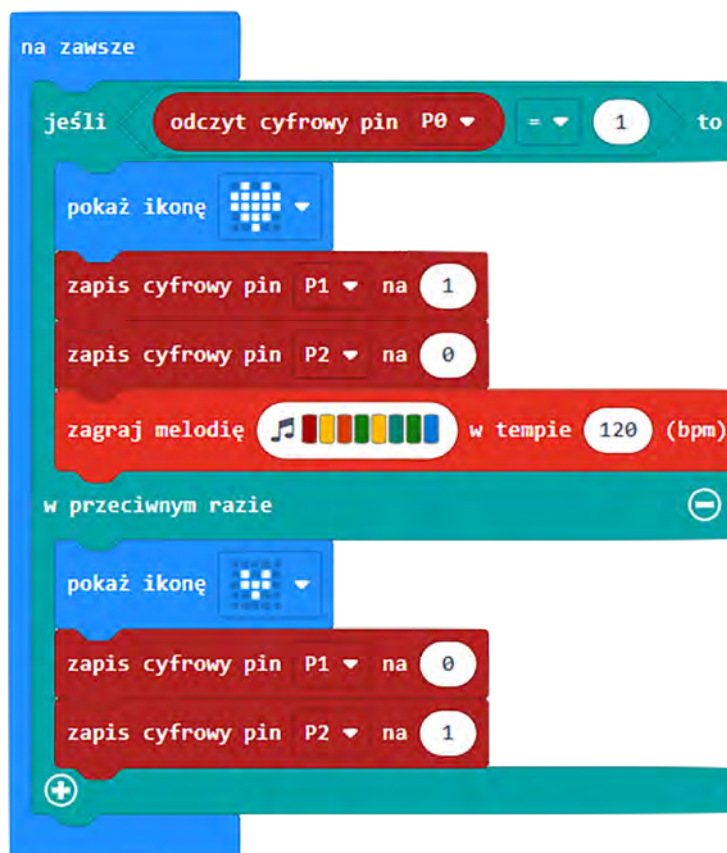 na zawsze
jeśli odczyt cyfrowy pin P0 = 1 to
pokaż ikonę
zapis cyfrowy pin P1 na 1
zapis cyfrowy pin P2 na 0
zagraj melodię w tempie 120 (bpm)
w przeciwnym razie
pokaż ikonę
zapis cyfrowy pin P1 na 0
zapis cyfrowy pin P2 na 1